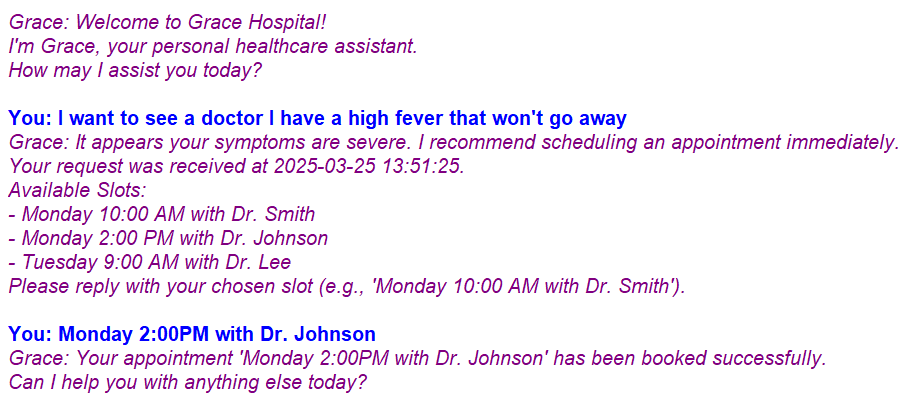 Grace: Welcome to Grace Hospital!
I'm Grace, your personal healthcare assistant.
How may I assist you today?
You: I want to see a doctor I have a high fever that won't go away
Grace: It appears your symptoms are severe. I recommend scheduling an appointment immediately.
Your request was received at 2025-03-25 13:51:25.
Available Slots:
- Monday 10:00 AM with Dr. Smith
- Monday 2:00 PM with Dr. Johnson
- Tuesday 9:00 AM with Dr. Lee
Please reply with your chosen slot (e.g., 'Monday 10:00 AM with Dr. Smith').
You: Monday 2:00PM with Dr. Johnson
Grace: Your appointment 'Monday 2:00PM with Dr. Johnson' has been booked successfully.
Can I help you with anything else today?